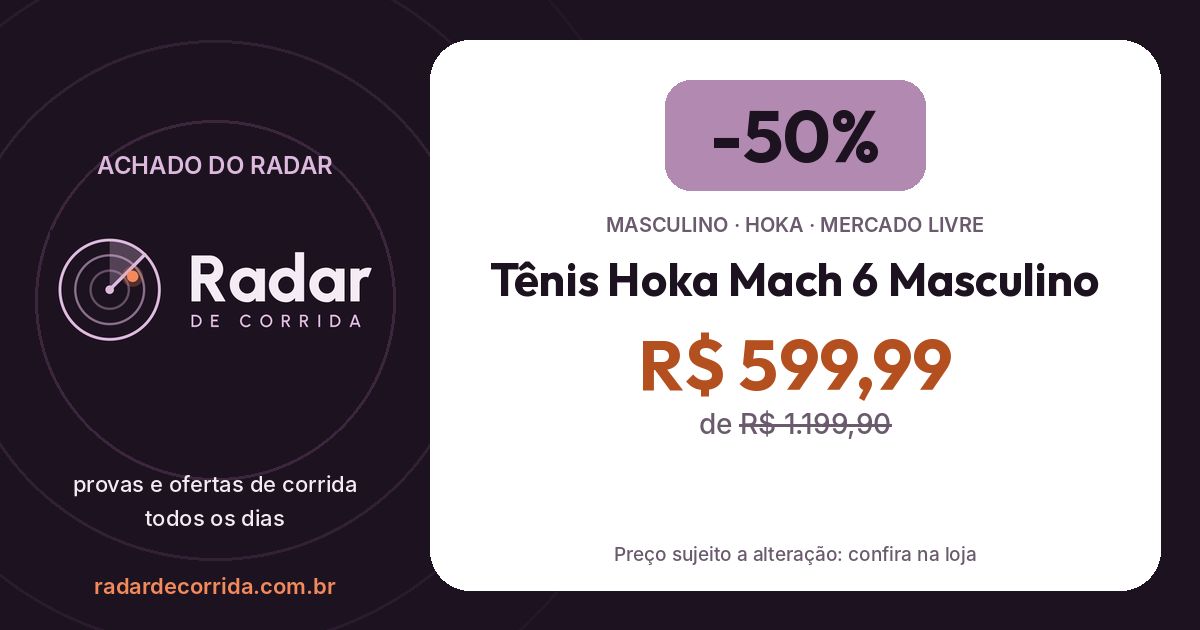 ACHADO DO RADAR
Radar
DE CORRIDA
provas e ofertas de corrida
todos os dias
radardecorrida.com.br
-50%
MASCULINO · HOKA · MERCADO LIVRE
Tênis Hoka Mach 6 Masculino
R$ 599,99
de R$ 1.199,90
Preço sujeito a alteração: confira na loja